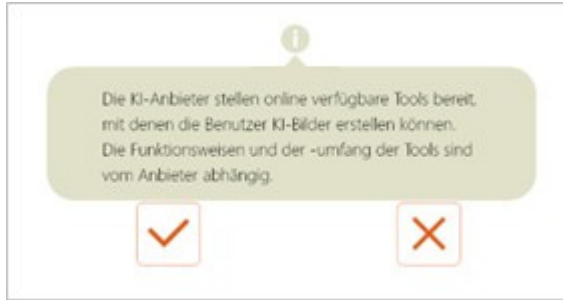 Die KI-Anbieter stellen online verfügbare Tools bereit,
mit denen die Benutzer KI-Bilder erstellen können.
Die Funktionsweisen und der -umfang der Tools sind
vom Anbieter abhängig.